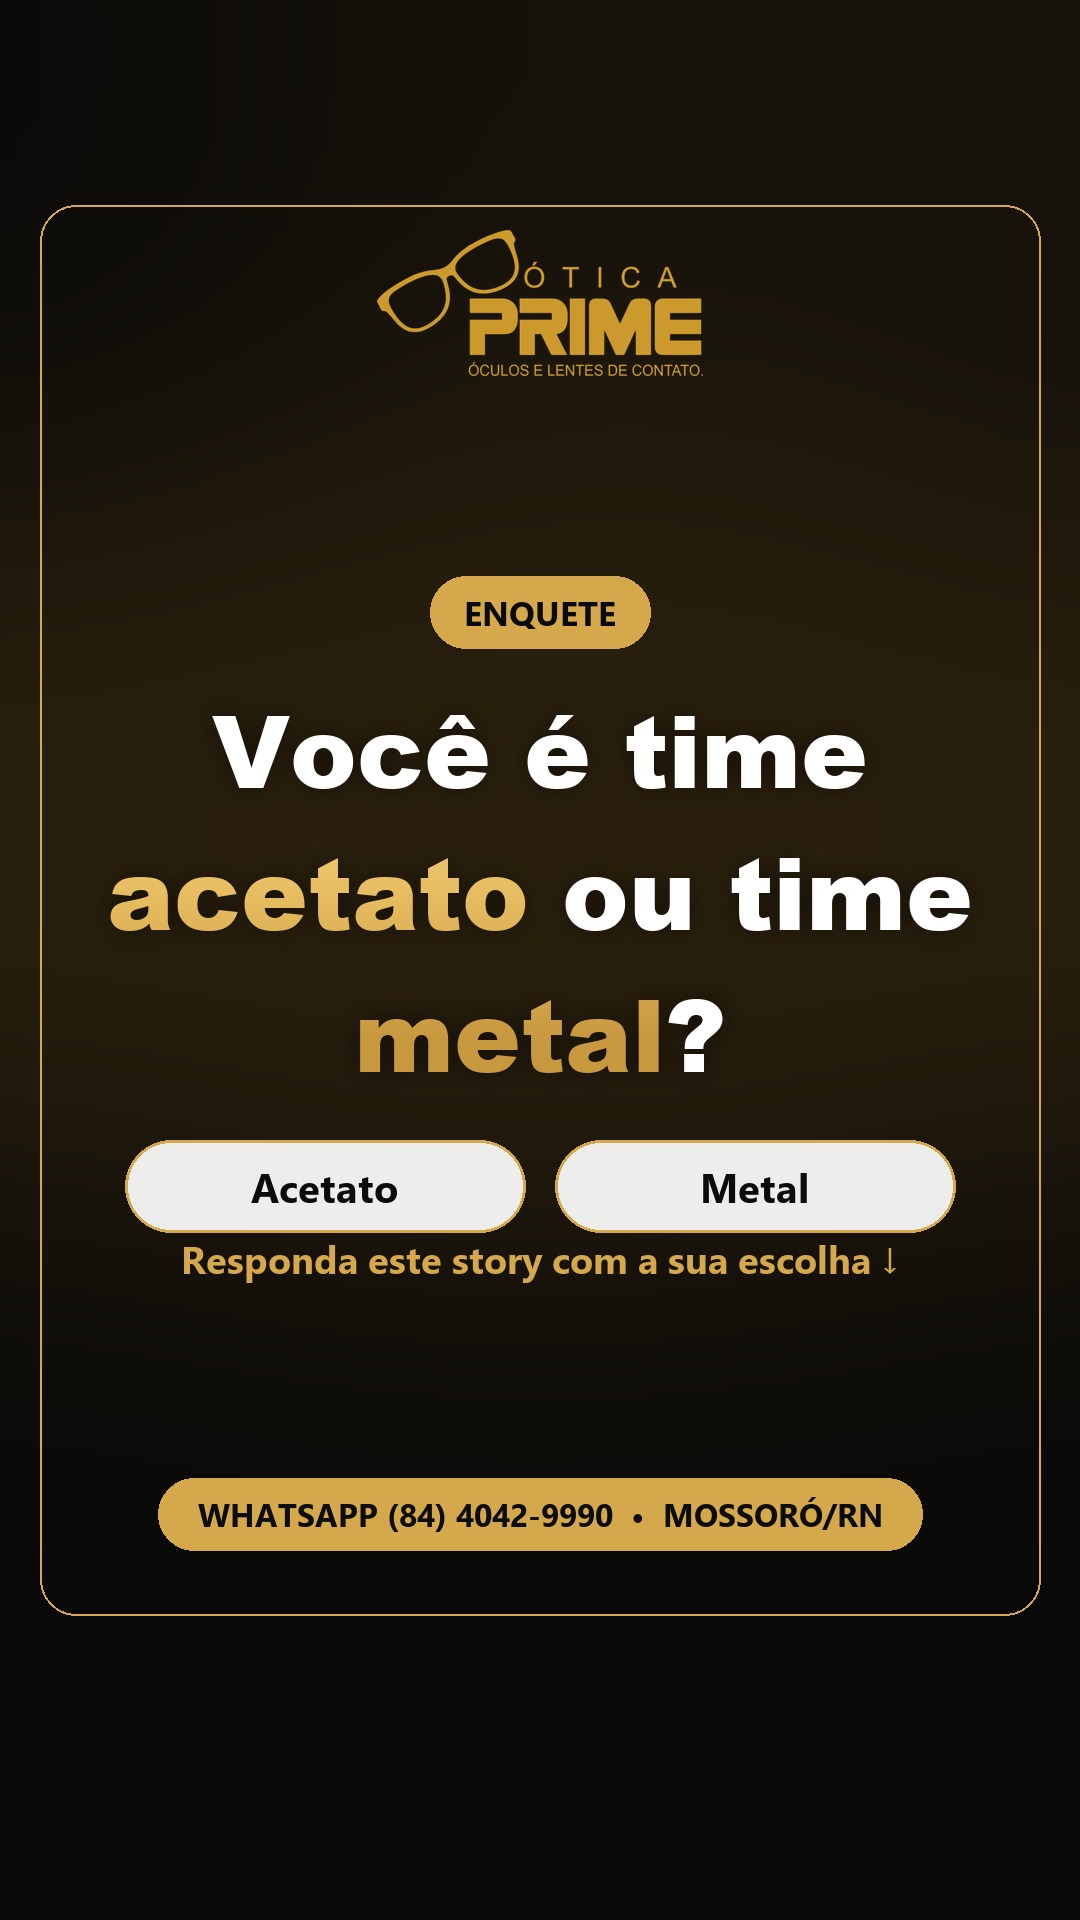 ÓTICA
PRIME
ÓCULOS E LENTES DE CONTATO.
ENQUETE
Você é time
acetato ou time
metal?
Acetato
Metal
Responda este story com a sua escolha ↓
WHATSAPP (84) 4042-9990 • MOSSORÓ/RN